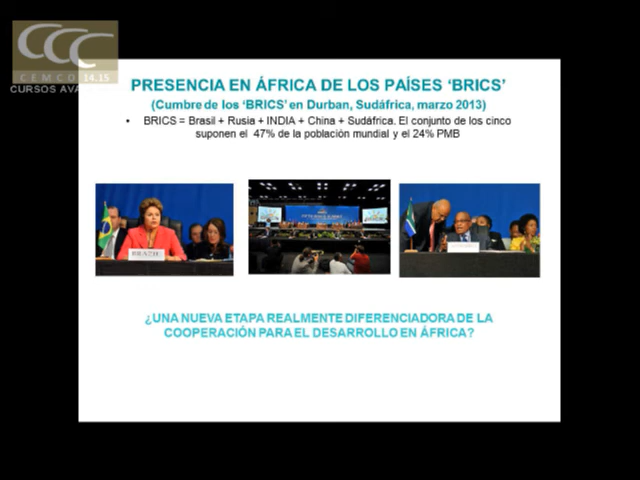 CCC
CEMCO 14.15
CURSOS AVA
PRESENCIA EN ÁFRICA DE LOS PAÍSES ‘BRICS’
(Cumbre de los ‘BRICS’ en Durban, Sudáfrica, marzo 2013)
• BRICS = Brasil + Rusia + INDIA + China + Sudáfrica. El conjunto de los cinco
suponen el 47% de la población mundial y el 24% PMB
BRAZIL
¿UNA NUEVA ETAPA REALMENTE DIFERENCIADORA DE LA
COOPERACIÓN PARA EL DESARROLLO EN ÁFRICA?